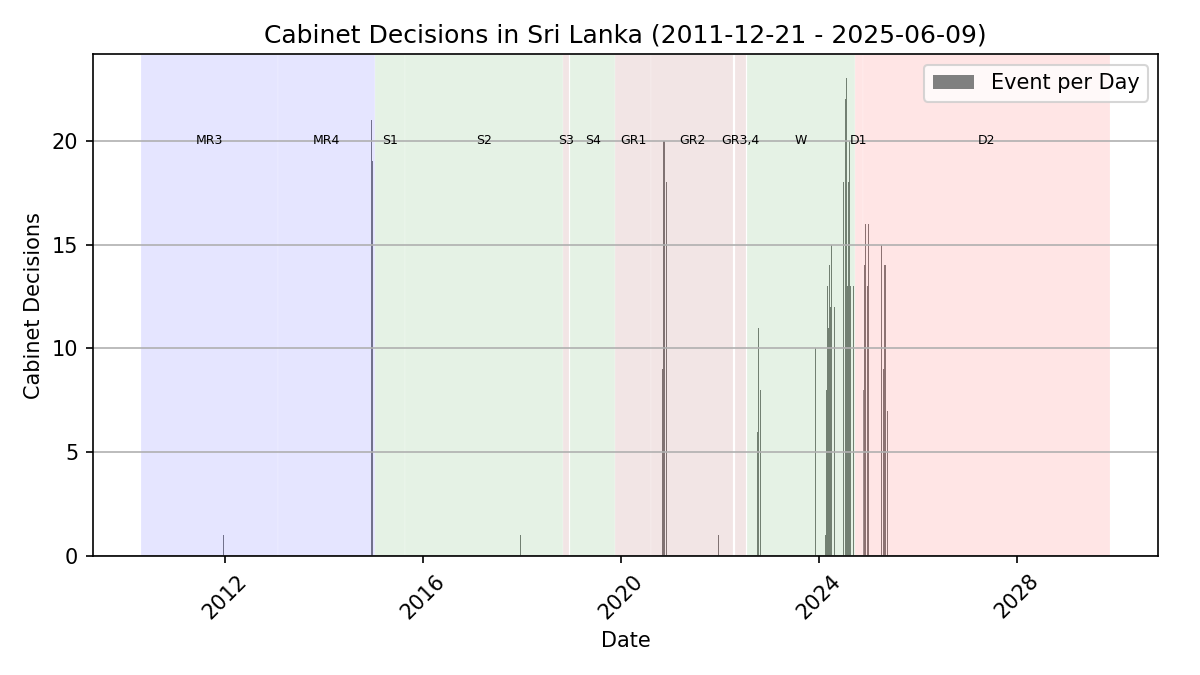 Cabinet Decisions in Sri Lanka (2011-12-21 - 2025-06-09)
Event per Day
MR3 MR4 S1 S2 S3 S4 GR1 GR2 GR3,4 W D1 D2
Cabinet Decisions
20
15
10
5
0
2012 2016 2020 2024 2028
Date